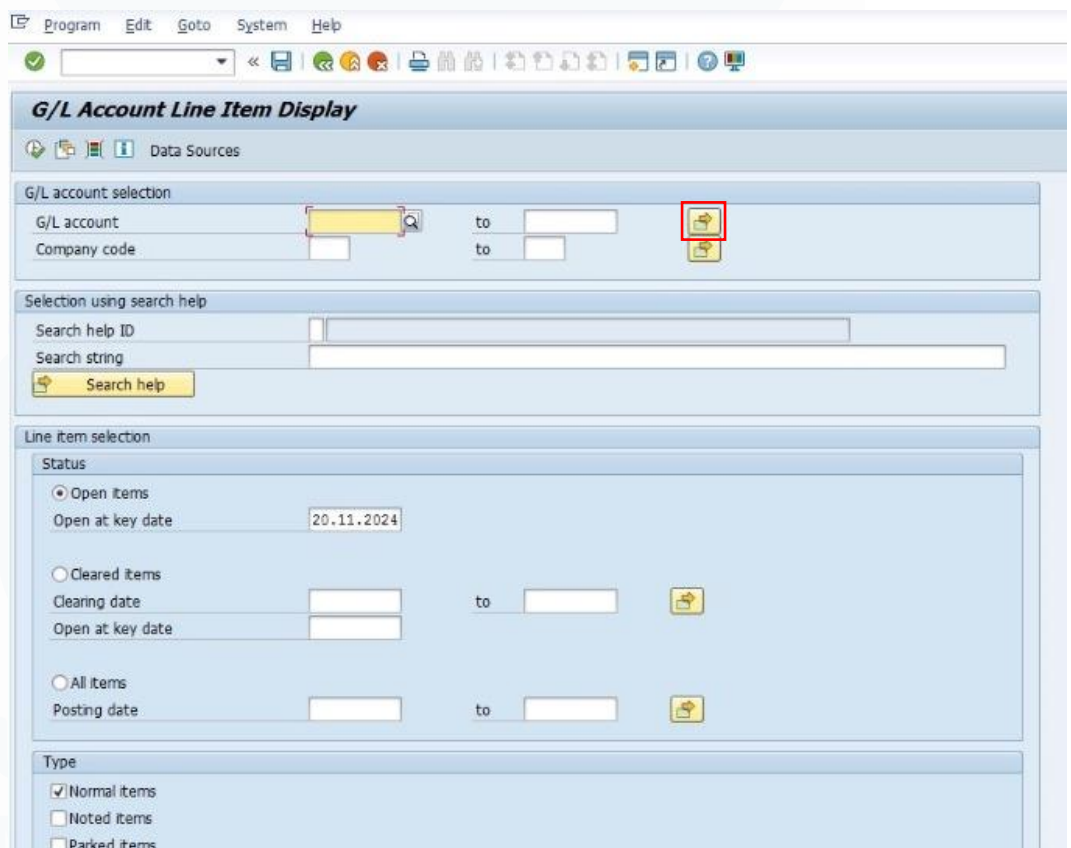 Program Edit Goto System Help
G/L Account Line Item Display
Data Sources
G/L account selection
G/L account to
Company code to
Selection using search help
Search help ID
Search string
Search help
Line item selection
Status
Open items
Open at key date 20.11.2024
Cleared items
Clearing date to
Open at key date
All items
Posting date to
Type
Normal items
Noted items
Parked items